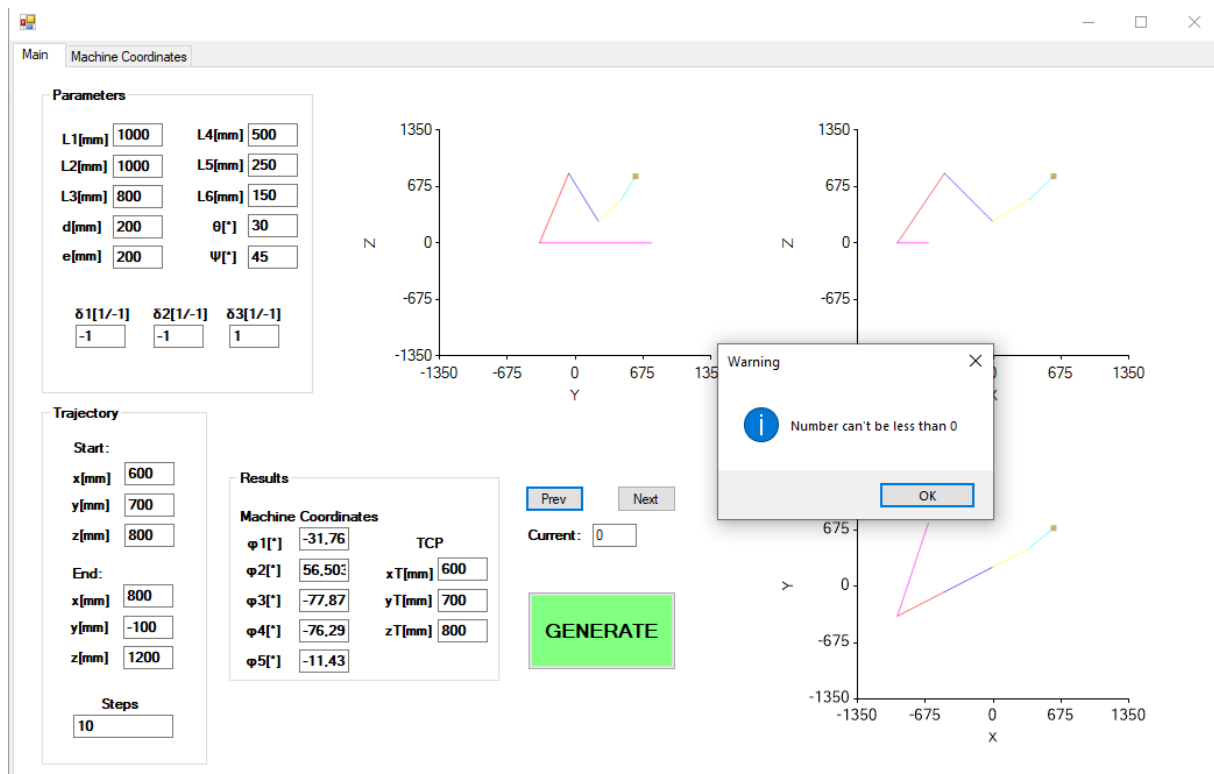 Main Machine Coordinates
Parameters
L1[mm] 1000 L4[mm] 500
L2[mm] 1000 L5[mm] 250
L3[mm] 800 L6[mm] 150
d[mm] 200 θ[°] 30
e[mm] 200 Ψ[°] 45
δ1[1/-1] δ2[1/-1] δ3[1/-1]
-1 -1 1
1350
675
0
-675
-1350
Z
-1350 -675 0 675 135
Y
1350
675
0
-675
Z
675 1350
Warning
Number can't be less than 0
OK
Trajectory
Start:
x[mm] 600
y[mm] 700
z[mm] 800
End:
x[mm] 800
y[mm] -100
z[mm] 1200
Steps
10
Results
Machine Coordinates
φ1[°] -31,76
φ2[°] 56,503
φ3[°] -77,87
φ4[°] -76,29
φ5[°] -11,43
TCP
xT[mm] 600
yT[mm] 700
zT[mm] 800
Prev Next
Current: 0
GENERATE
675
0
-675
-1350
Y
-1350 -675 0 675 1350
X